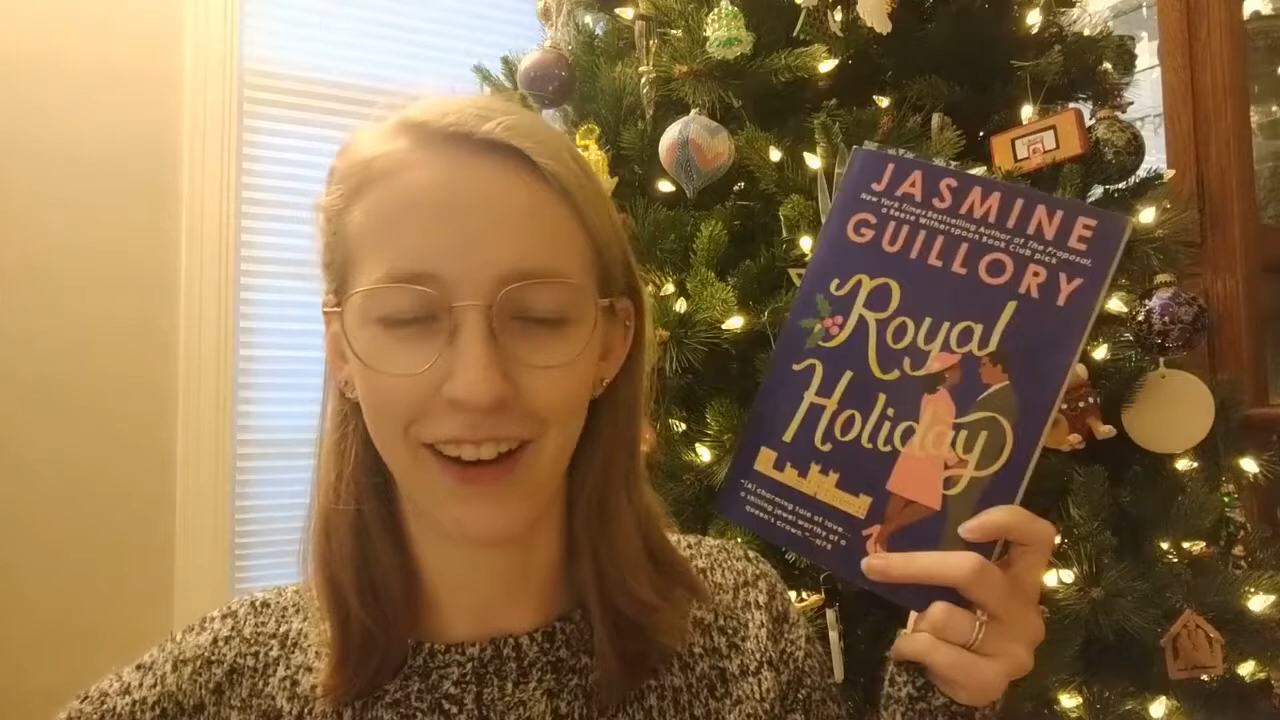 JASMINE
New York Times Bestselling Author of The Proposal,
a Reese Witherspoon Book Club pick
GUILLORY
Royal
Holiday
"[A] charming tale of love...
a shining jewel worthy of a
queen's crown."—NPR